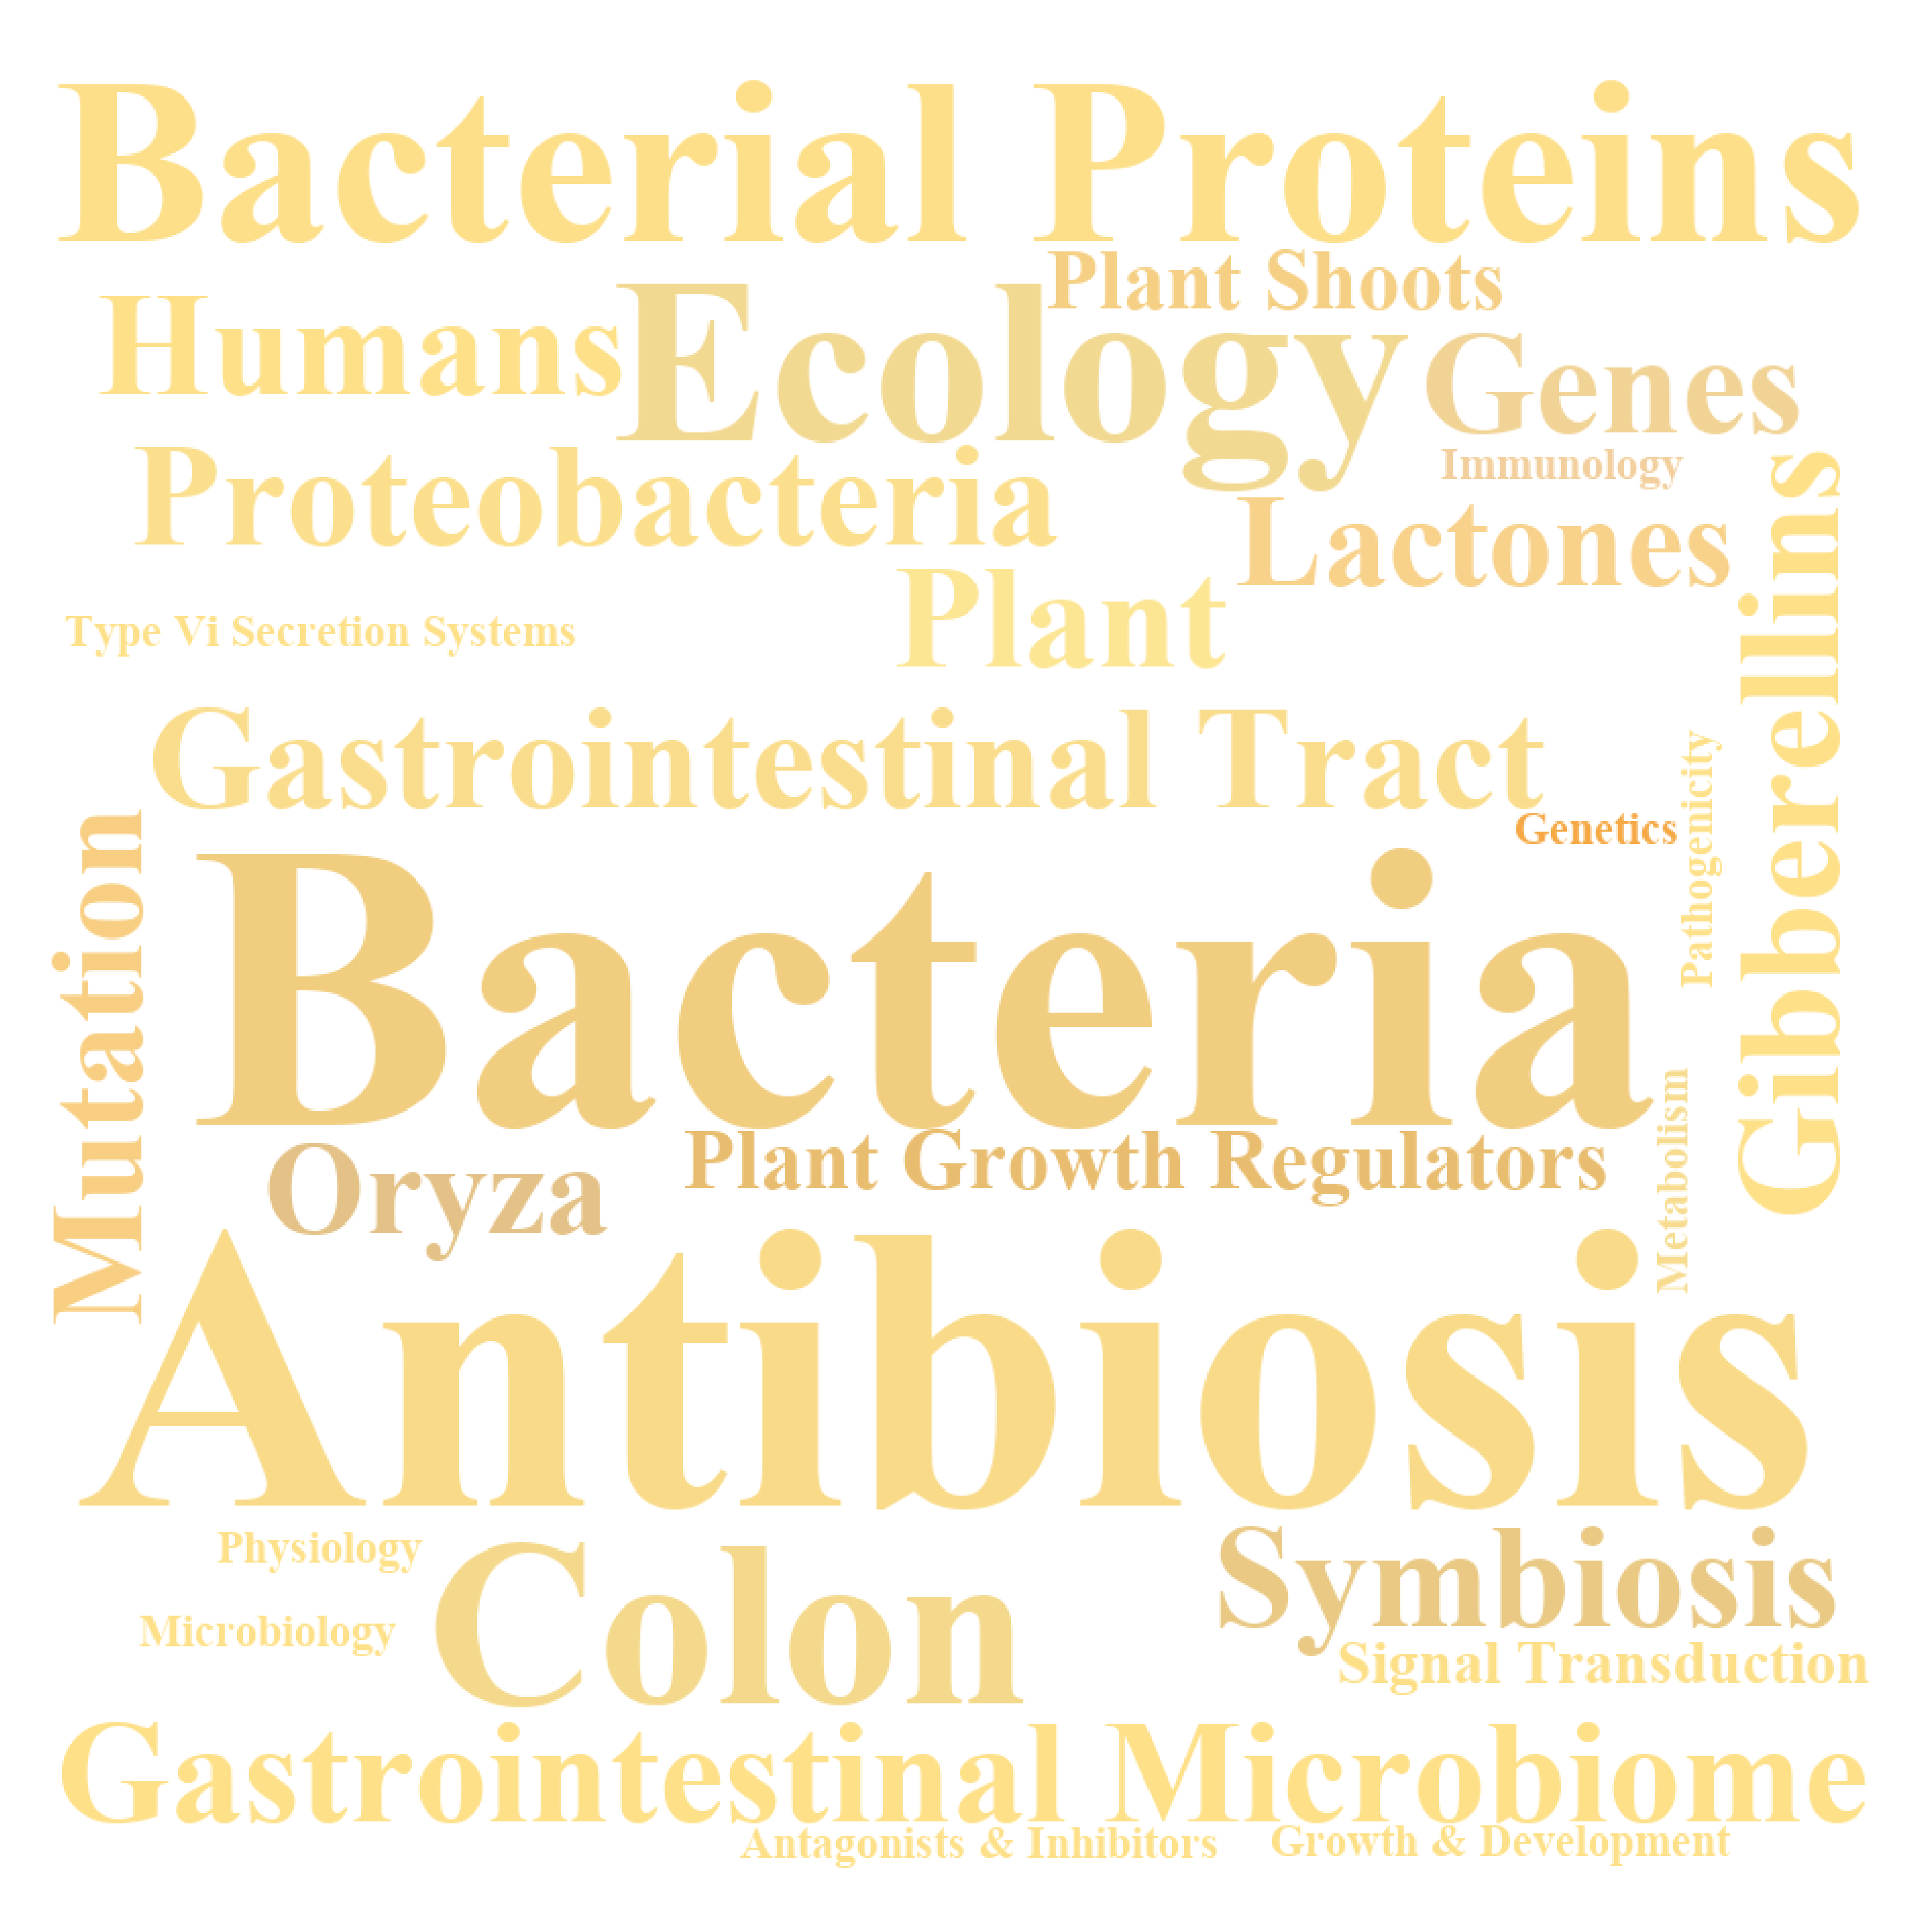 Bacterial Proteins
Plant Shoots
Humans
Ecology
Genes
Proteobacteria
Immunology
Lactones
Gibberellins
Plant
Type Vi Secretion Systems
Gastrointestinal Tract
Genetics
Pathogenicity
Mutation
Bacteria
Metabolism
Oryza
Plant Growth Regulators
Antibiosis
Physiology
Colon
Symbiosis
Microbiology
Signal Transduction
Gastrointestinal Microbiome
Antagonists & Inhibitors
Growth & Development